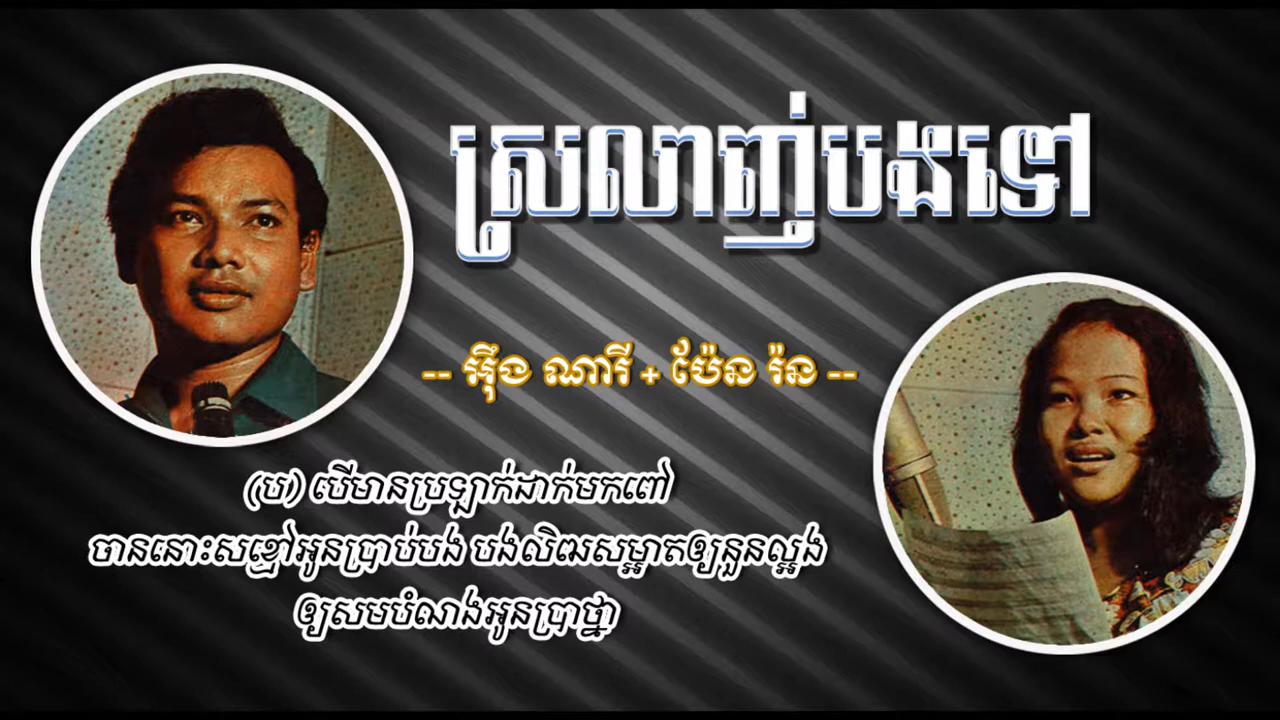 ស្រលាញ់បងទៅ
-- អ៊ឹង ណារី + ប៉ែន រ៉ន --
(ប) បើមានប្រឡាក់ដាក់មកពៅ
ចាននោះសខ្មៅអូនប្រាប់បង់ បង់លិឍសម្អាតឲ្យនួនល្អង់
ឲ្យសមបំណង់អូនប្រាថ្នា